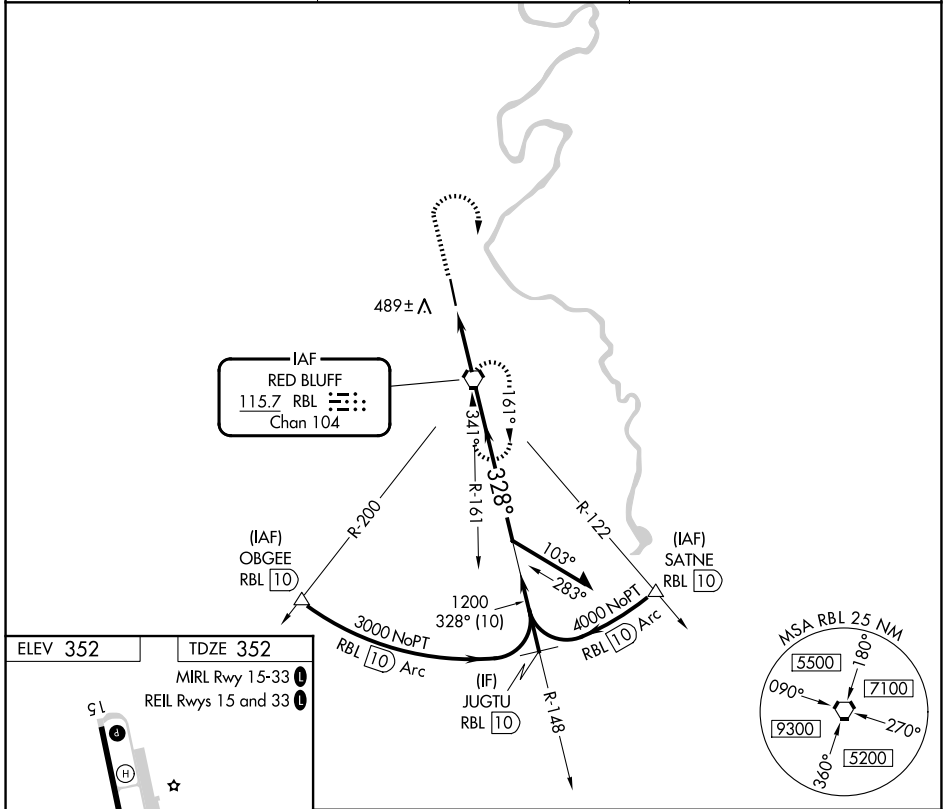 489±
IAF
RED BLUFF
115.7 RBL
Chan 104
161°
341°
R-161
328°
R-200
R-122
(IAF)
OBGEE
RBL 10
(IAF)
SATNE
RBL 10
103°
283°
1200
328° (10)
3000 NoPT
RBL 10 Arc
4000 NoPT
RBL 10 Arc
(IF)
JUGTU
RBL 10
R-148
MSA RBL 25 NM
5500
180°
7100
090°
270°
9300
5200
360°
ELEV 352
TDZE 352
MIRL Rwy 15-33 L
REIL Rwys 15 and 33 L
15
P
H